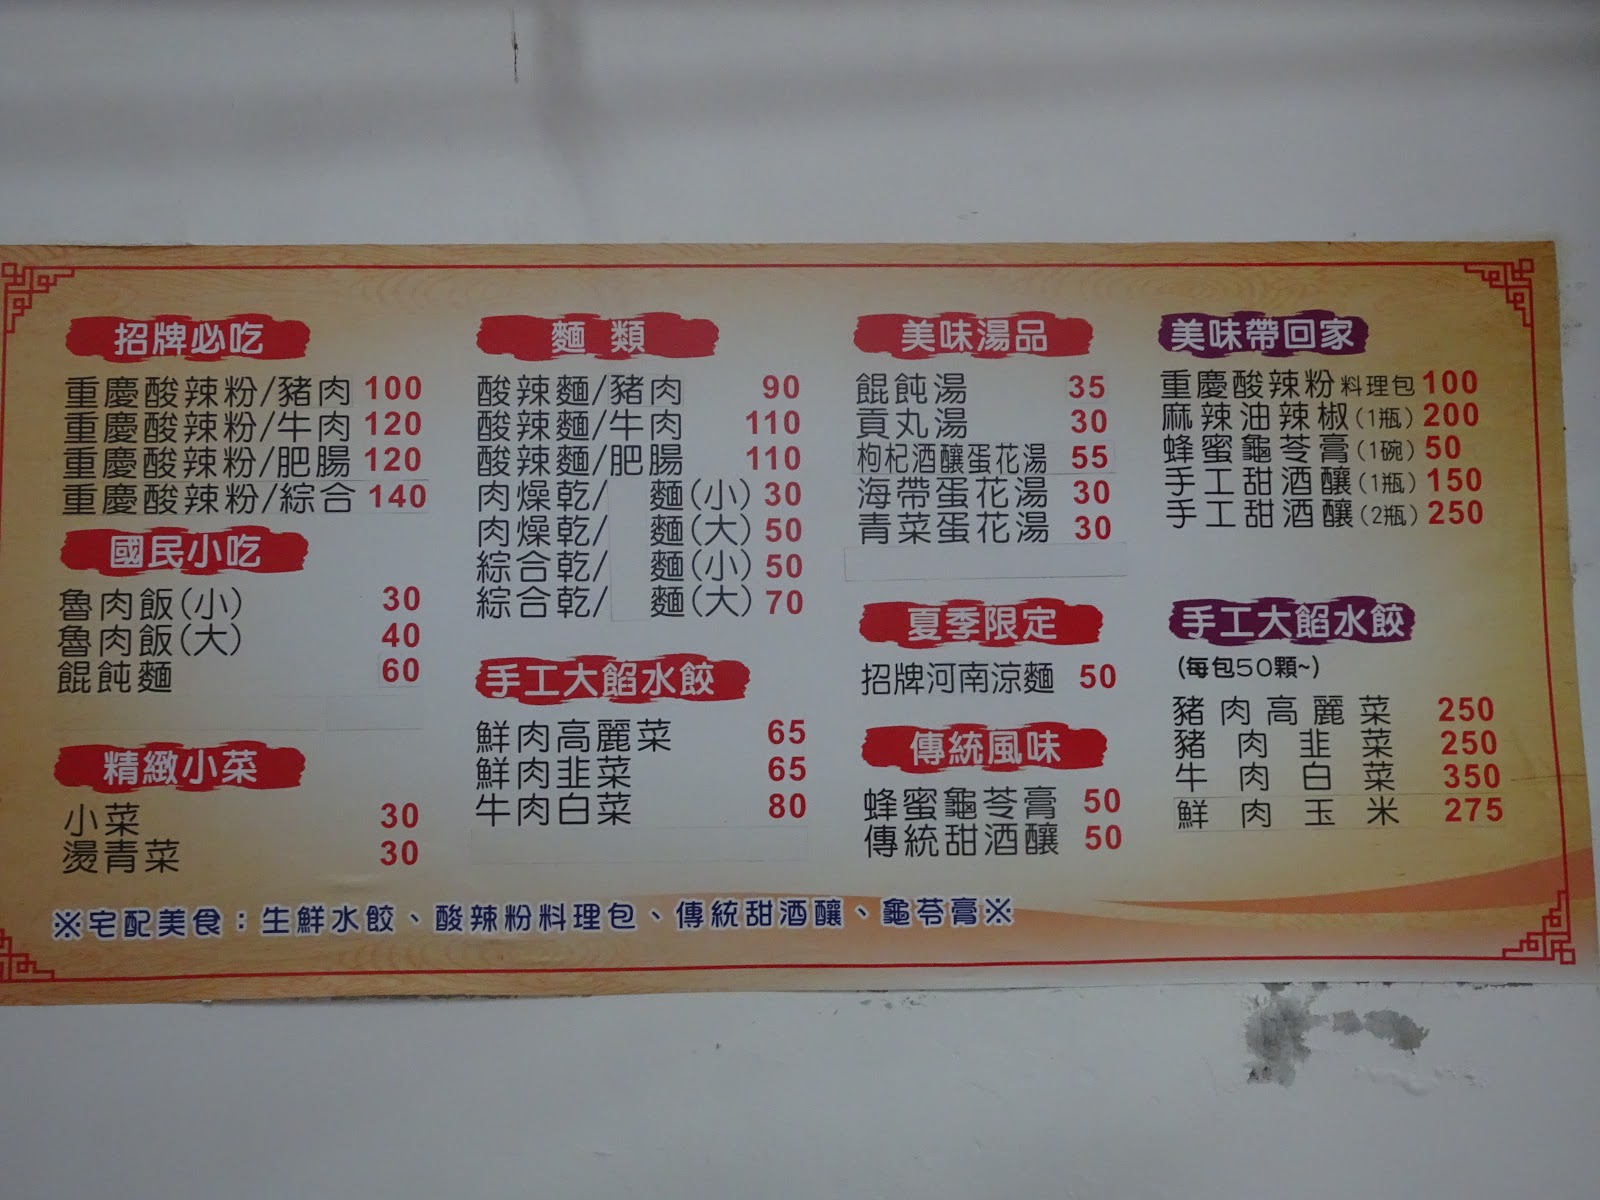 招牌必吃
重慶酸辣粉/豬肉 100
重慶酸辣粉/牛肉 120
重慶酸辣粉/肥腸 120
重慶酸辣粉/綜合 140
國民小吃
魯肉飯(小) 30
魯肉飯(大) 40
餛飩麵 60
精緻小菜
小菜 30
燙青菜 30
麵 類
酸辣麵/豬肉 90
酸辣麵/牛肉 110
酸辣麵/肥腸 110
肉燥乾/ 麵(小) 30
肉燥乾/ 麵(大) 50
綜合乾/ 麵(小) 50
綜合乾/ 麵(大) 70
手工大餡水餃
鮮肉高麗菜 65
鮮肉韭菜 65
牛肉白菜 80
美味湯品
餛飩湯 35
貢丸湯 30
枸杞酒釀蛋花湯 55
海帶蛋花湯 30
青菜蛋花湯 30
夏季限定
招牌河南涼麵 50
傳統風味
蜂蜜龜苓膏 50
傳統甜酒釀 50
美味帶回家
重慶酸辣粉料理包 100
麻辣油辣椒(1瓶) 200
蜂蜜龜苓膏(1碗) 50
手工甜酒釀(1瓶) 150
手工甜酒釀(2瓶) 250
手工大餡水餃
(每包50顆~)
豬肉高麗菜 250
豬肉韭菜 250
牛肉白菜 350
鮮肉玉米 275
※宅配美食:生鮮水餃、酸辣粉料理包、傳統甜酒釀、龜苓膏※